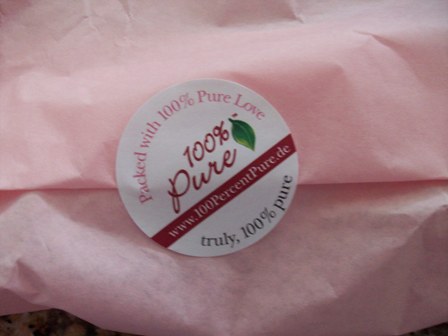 Packed with 100% Pure Love
100%
Pure
www.100PercentPure.de
truly, 100% pure